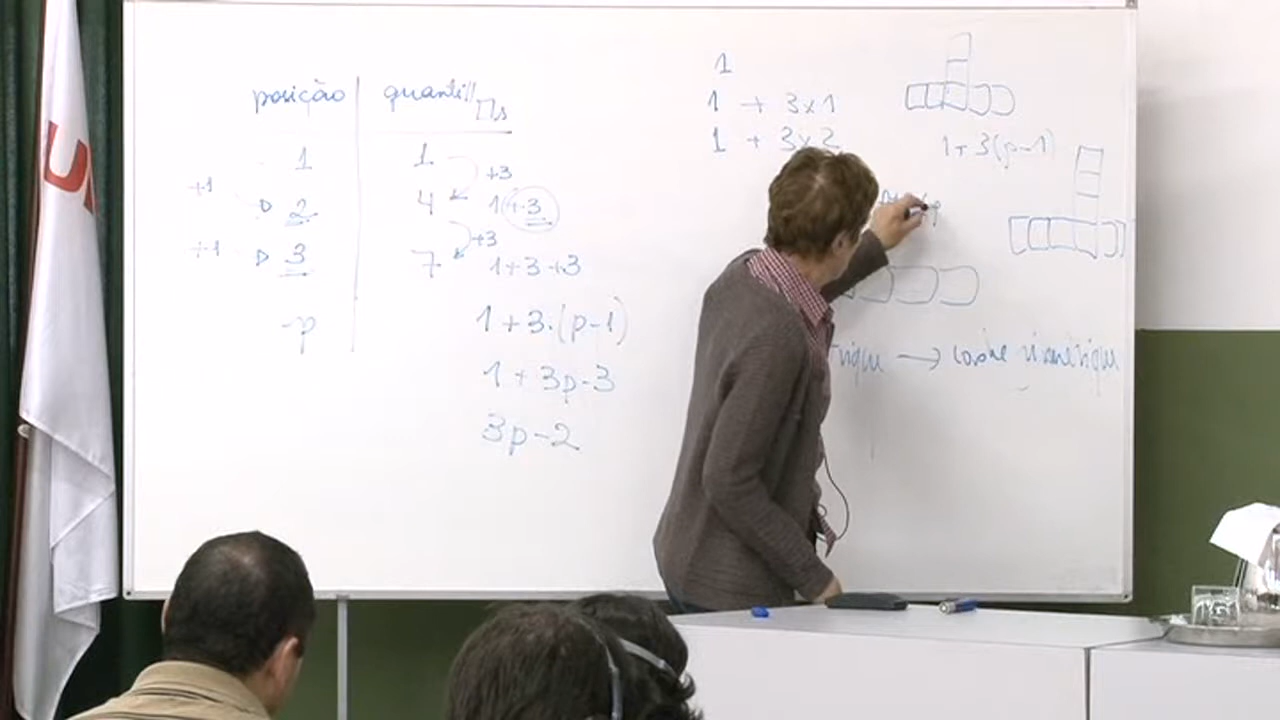 posição quanti//
□s
1 1
+1 2 4 +3 1+3
+1 3 7 +3 1+3+3
p 1+3.(p-1)
1+3p-3
3p-2
1
1 + 3x1
1 + 3x2
1+3(p-1)